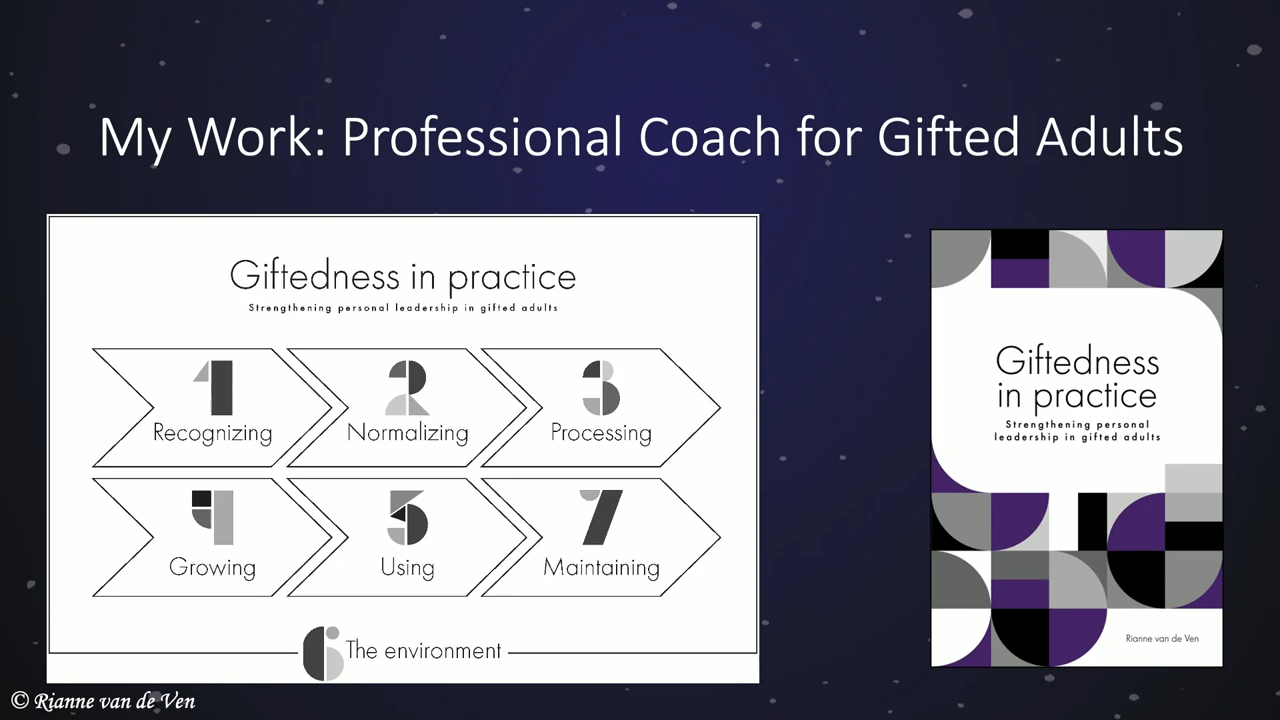 My Work: Professional Coach for Gifted Adults
Giftedness in practice
Strengthening personal leadership in gifted adults
1 2 3
Recognizing Normalizing Processing
4 5 7
Growing Using Maintaining
6 The environment
Giftedness
in practice
Strengthening personal
leadership in gifted adults
Rianne van de Ven
© Rianne van de Ven